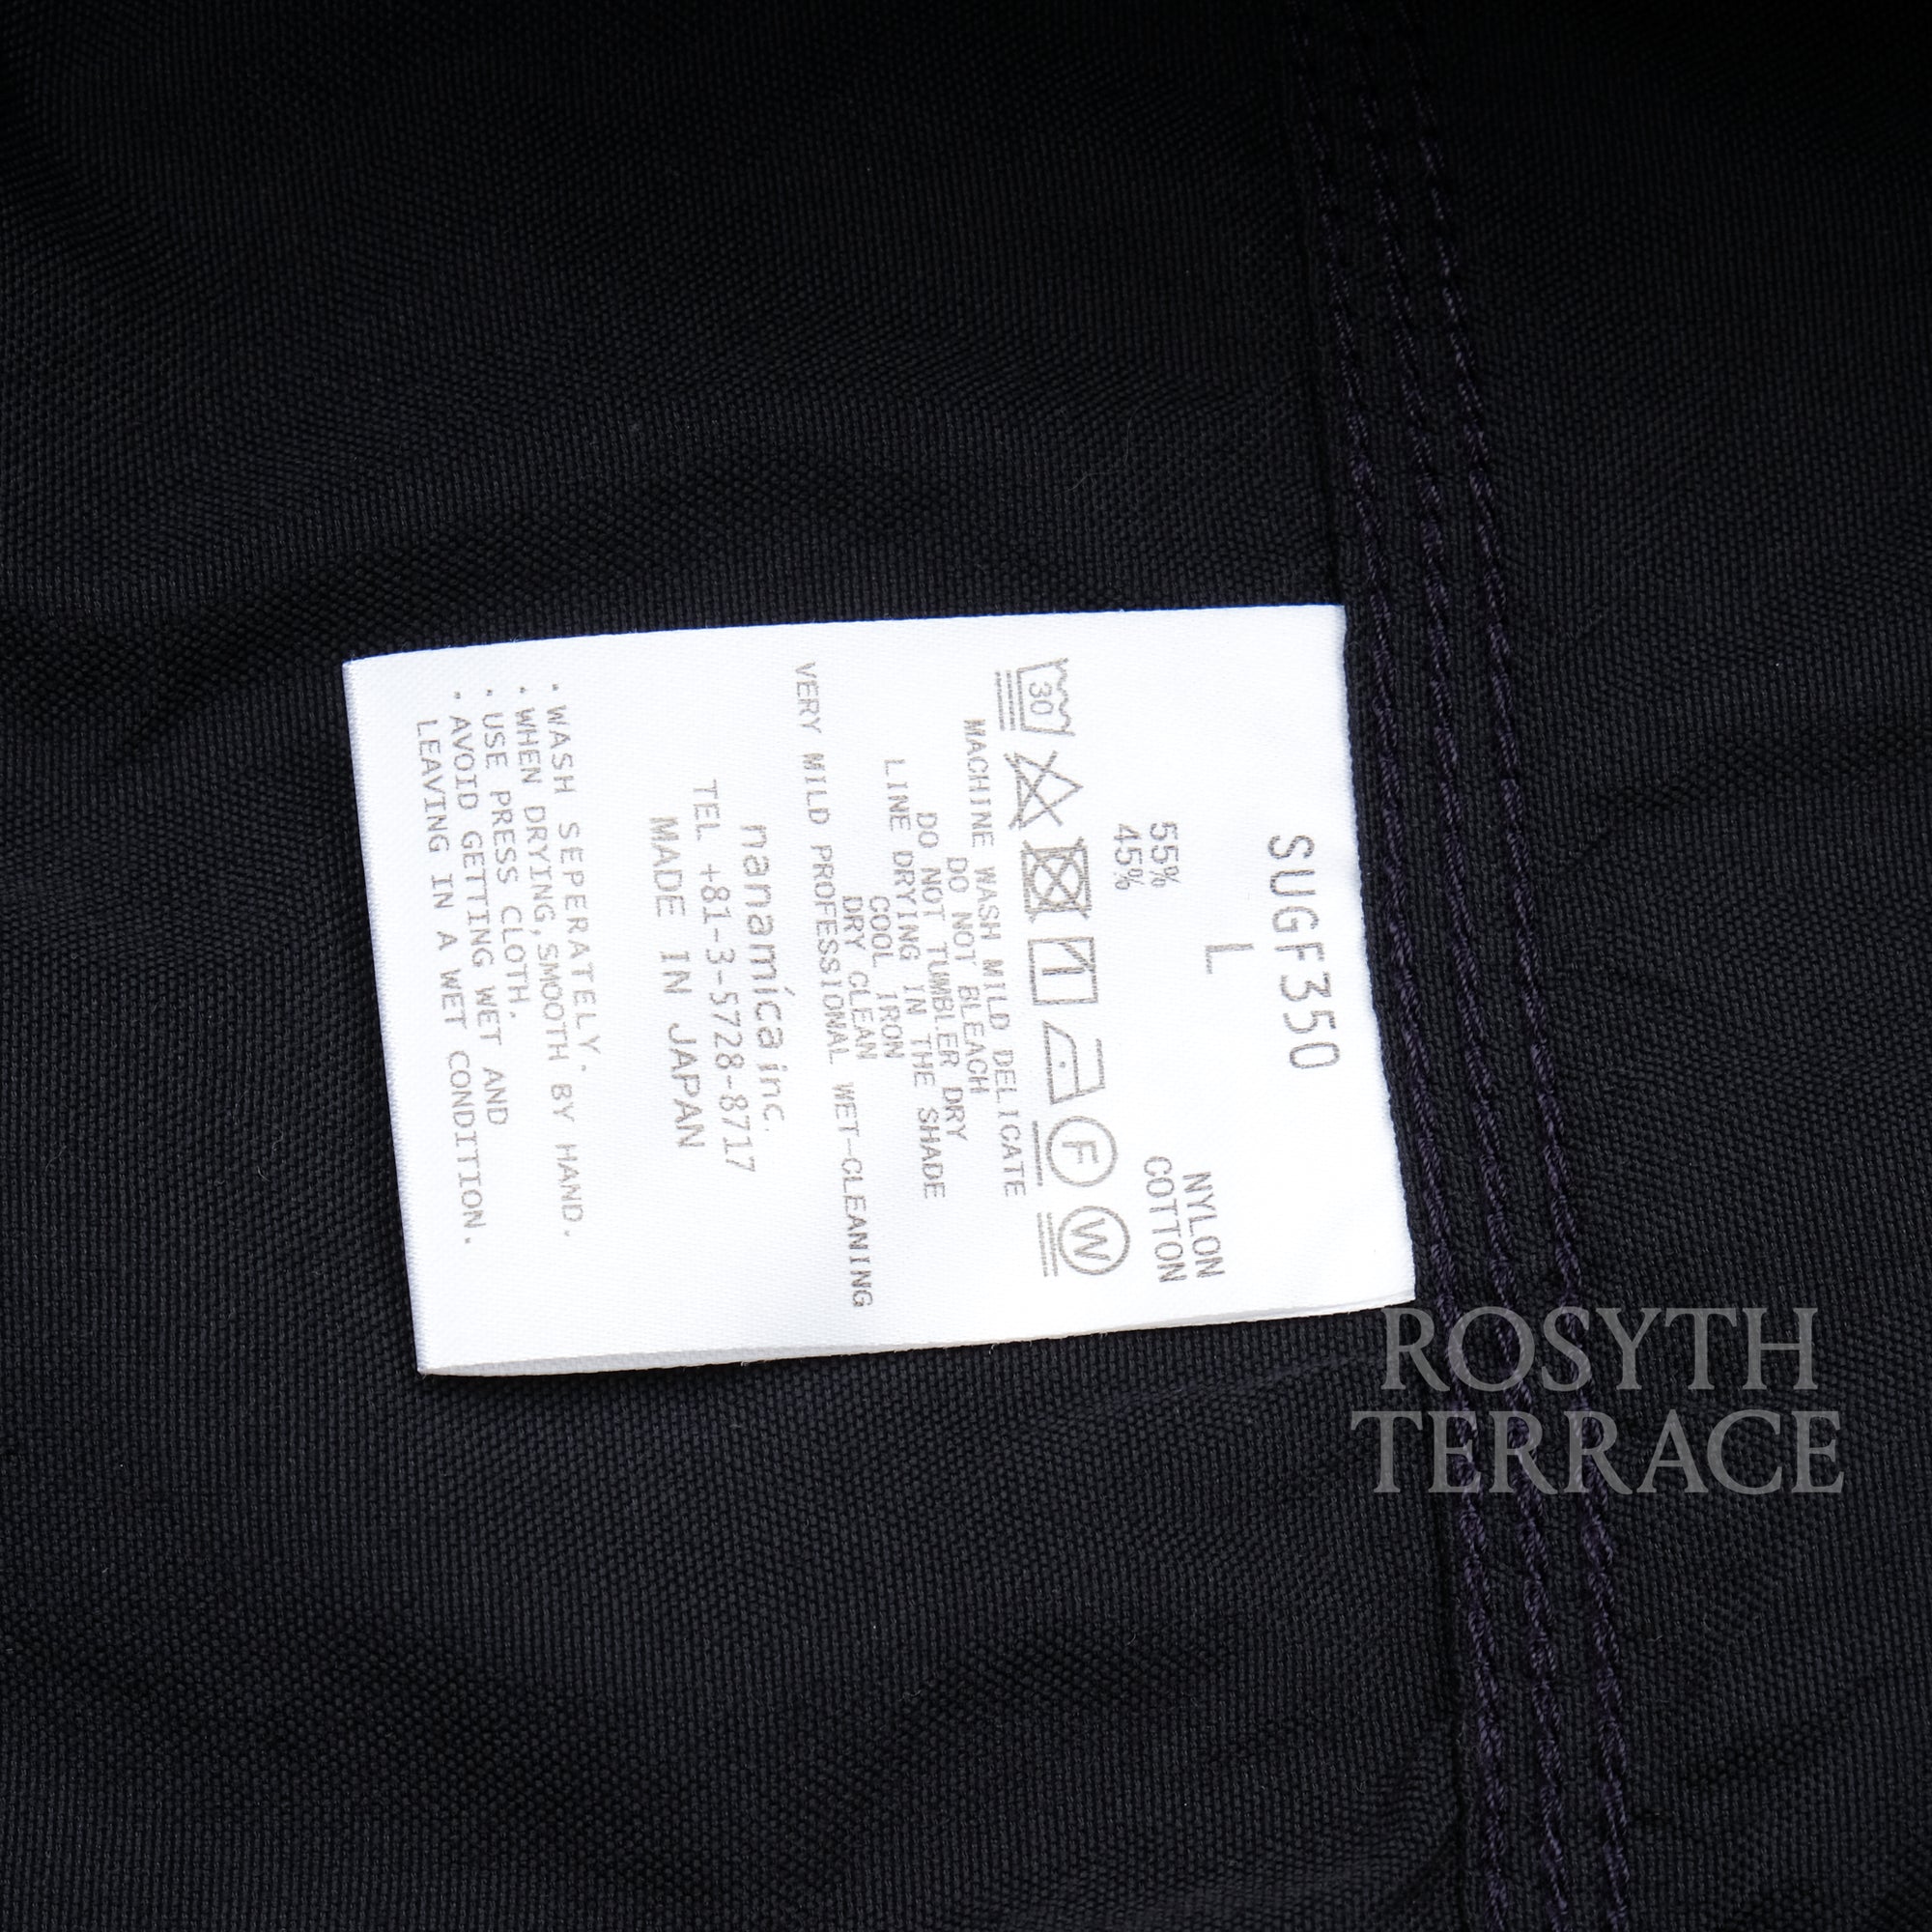 SUGF350
L
55% NYLON
45% COTTON
30 F W
MACHINE WASH MILD DELICATE
DO NOT BLEACH
DO NOT TUMBLER DRY
LINE DRYING IN THE SHADE
COOL IRON
DRY CLEAN
VERY MILD PROFESSIONAL WET-CLEANING
nanamíca inc.
TEL +81-3-5728-8717
MADE IN JAPAN
·WASH SEPERATELY.
·WHEN DRYING, SMOOTH BY HAND.
·USE PRESS CLOTH.
·AVOID GETTING WET AND
LEAVING IN A WET CONDITION.
ROSYTH
TERRACE